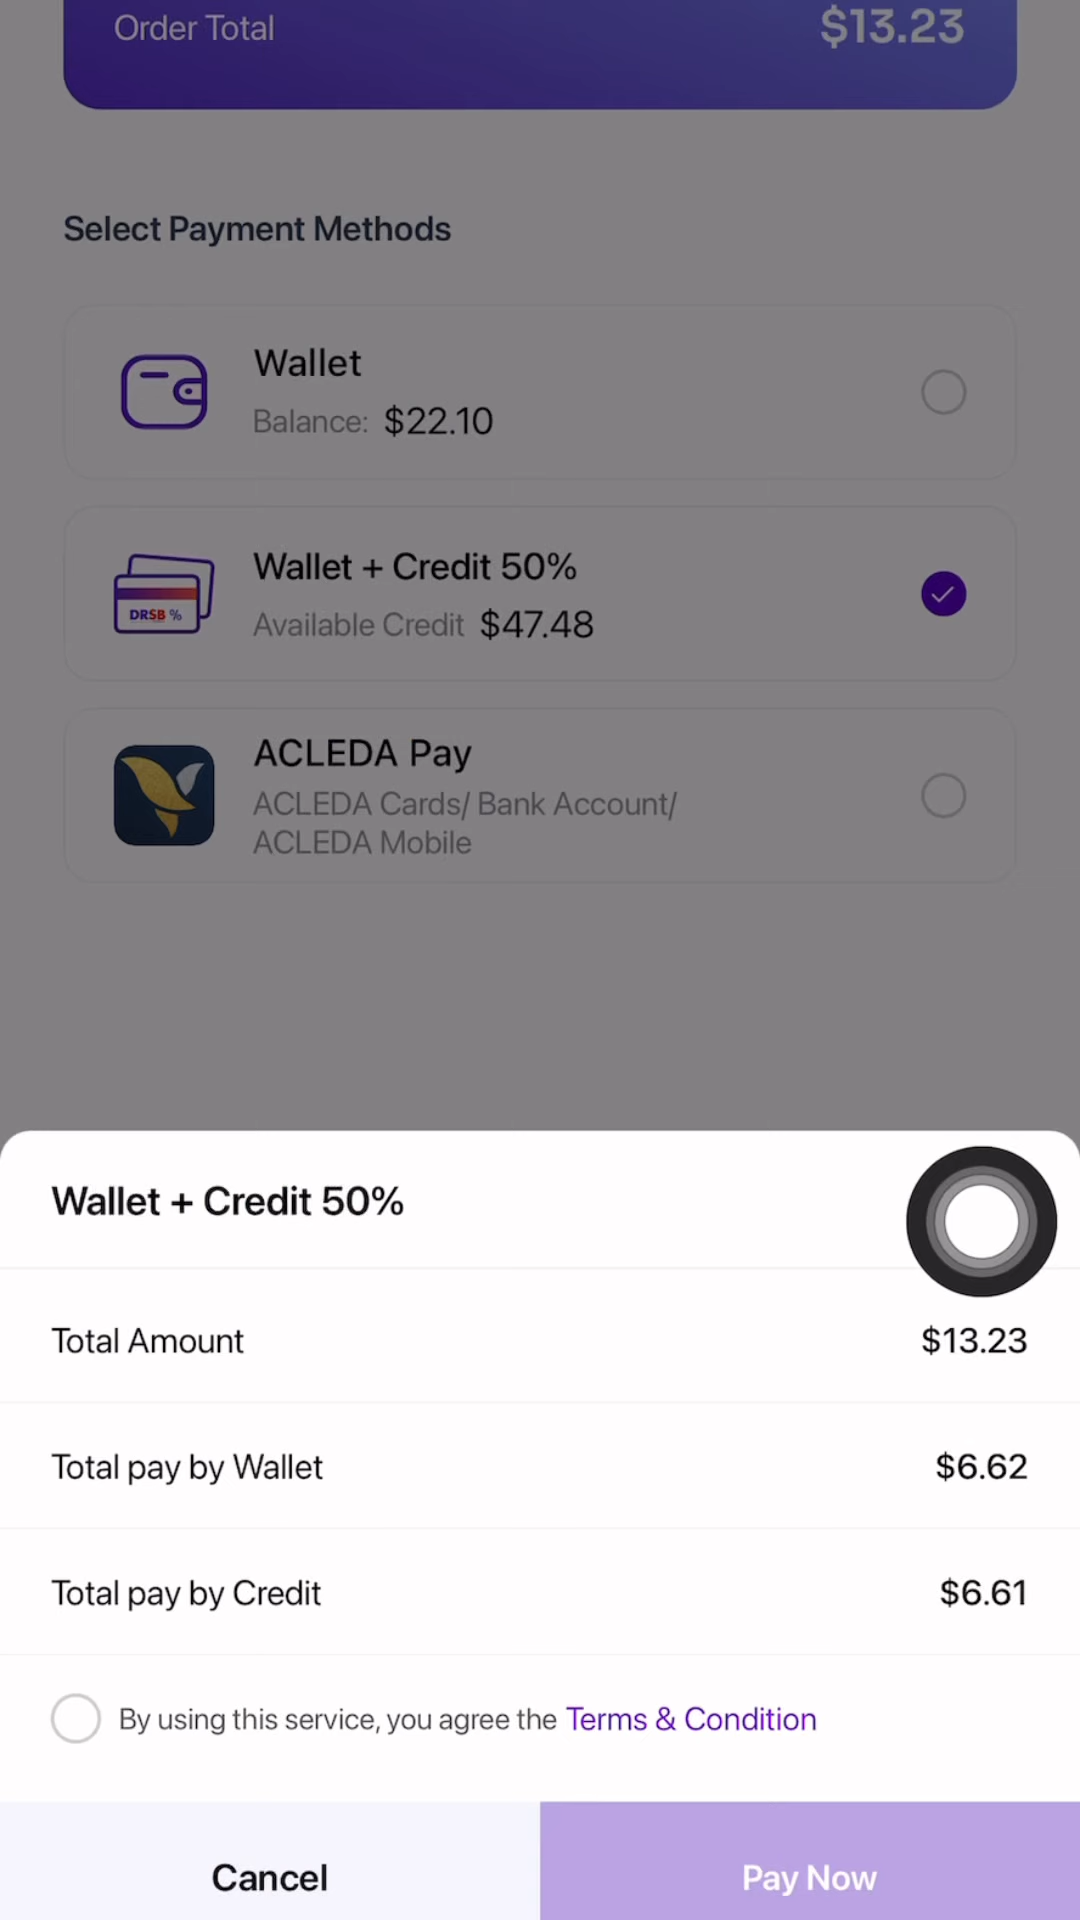 Order Total $13.23
Select Payment Methods
Wallet
Balance: $22.10
Wallet + Credit 50%
Available Credit $47.48
DRSB %
ACLEDA Pay
ACLEDA Cards/ Bank Account/
ACLEDA Mobile
Wallet + Credit 50%
Total Amount $13.23
Total pay by Wallet $6.62
Total pay by Credit $6.61
By using this service, you agree the Terms & Condition
Cancel Pay Now